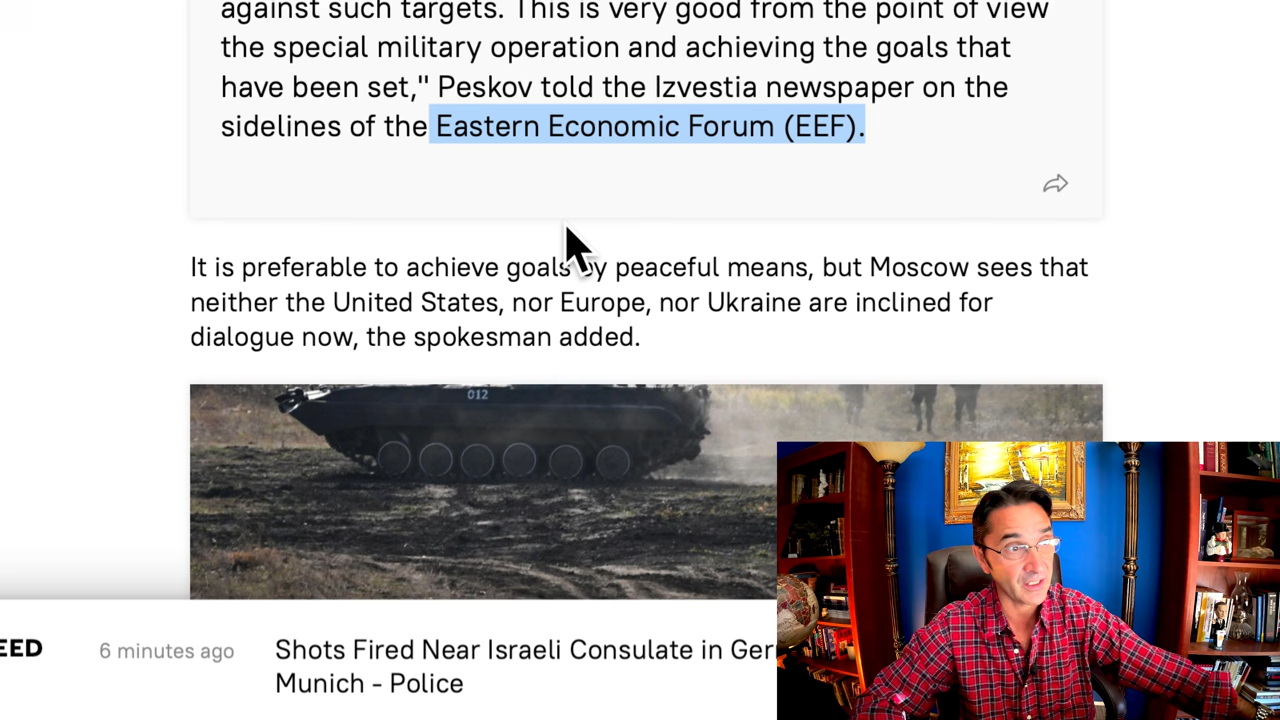 against such targets. This is very good from the point of view
the special military operation and achieving the goals that
have been set," Peskov told the Izvestia newspaper on the
sidelines of the Eastern Economic Forum (EEF).
It is preferable to achieve goals by peaceful means, but Moscow sees that
neither the United States, nor Europe, nor Ukraine are inclined for
dialogue now, the spokesman added.
012
EED 6 minutes ago Shots Fired Near Israeli Consulate in Ger
Munich - Police